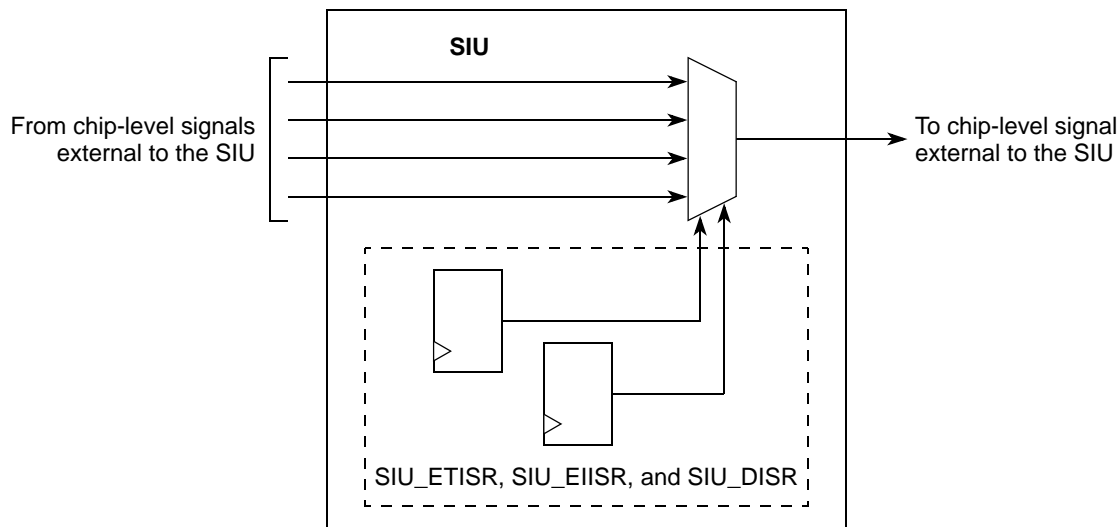 SIU
From chip-level signals
external to the SIU
To chip-level signal
external to the SIU
SIU_ETISR, SIU_EIISR, and SIU_DISR